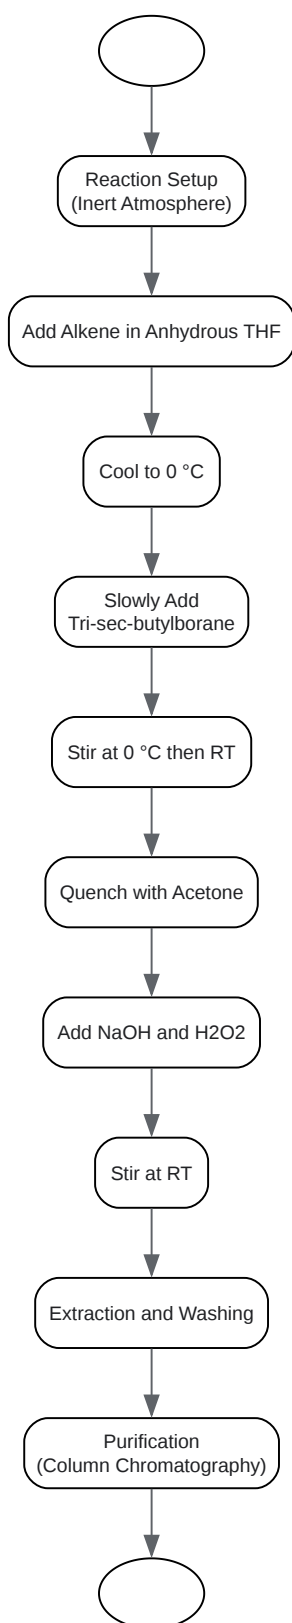 Reaction Setup
(Inert Atmosphere)
Add Alkene in Anhydrous THF
Cool to 0 °C
Slowly Add
Tri-sec-butylborane
Stir at 0 °C then RT
Quench with Acetone
Add NaOH and H2O2
Stir at RT
Extraction and Washing
Purification
(Column Chromatography)